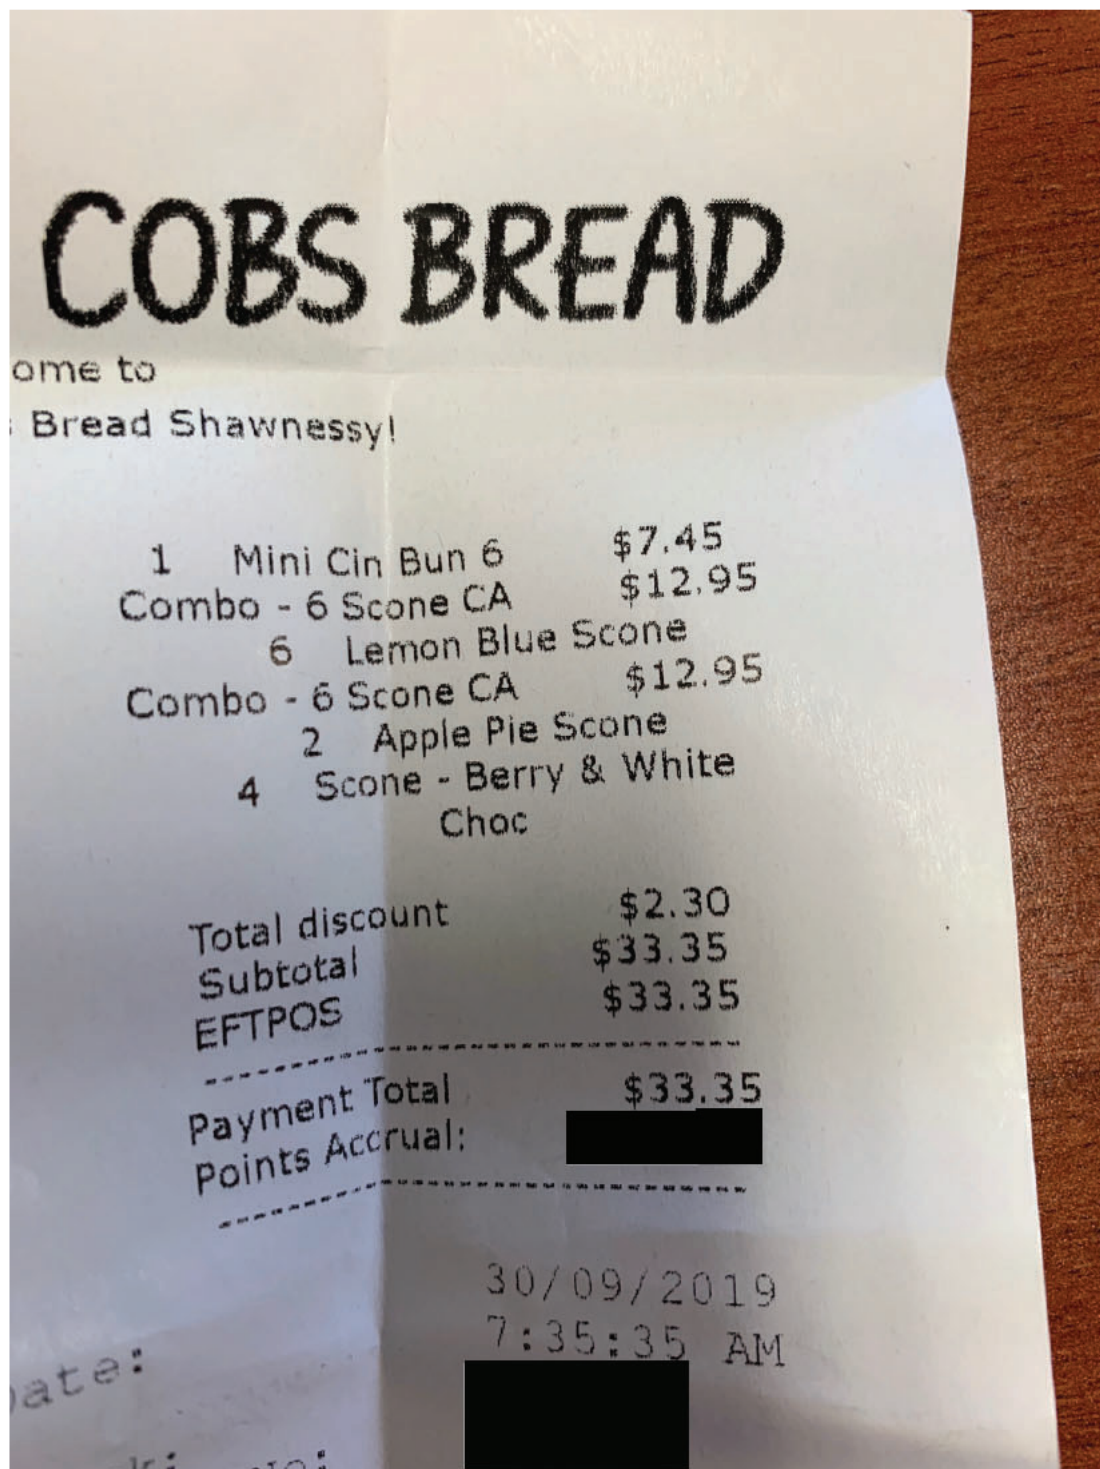 COBS BREAD
ome to
Bread Shawnessy!
1 Mini Cin Bun 6 $7.45
Combo - 6 Scone CA $12.95
6 Lemon Blue Scone
Combo - 6 Scone CA $12.95
2 Apple Pie Scone
4 Scone - Berry & White
Choc
Total discount $2.30
Subtotal $33.35
EFTPOS $33.35
Payment Total $33.35
Points Accrual:
30/09/2019
7:35:35 AM
ate: